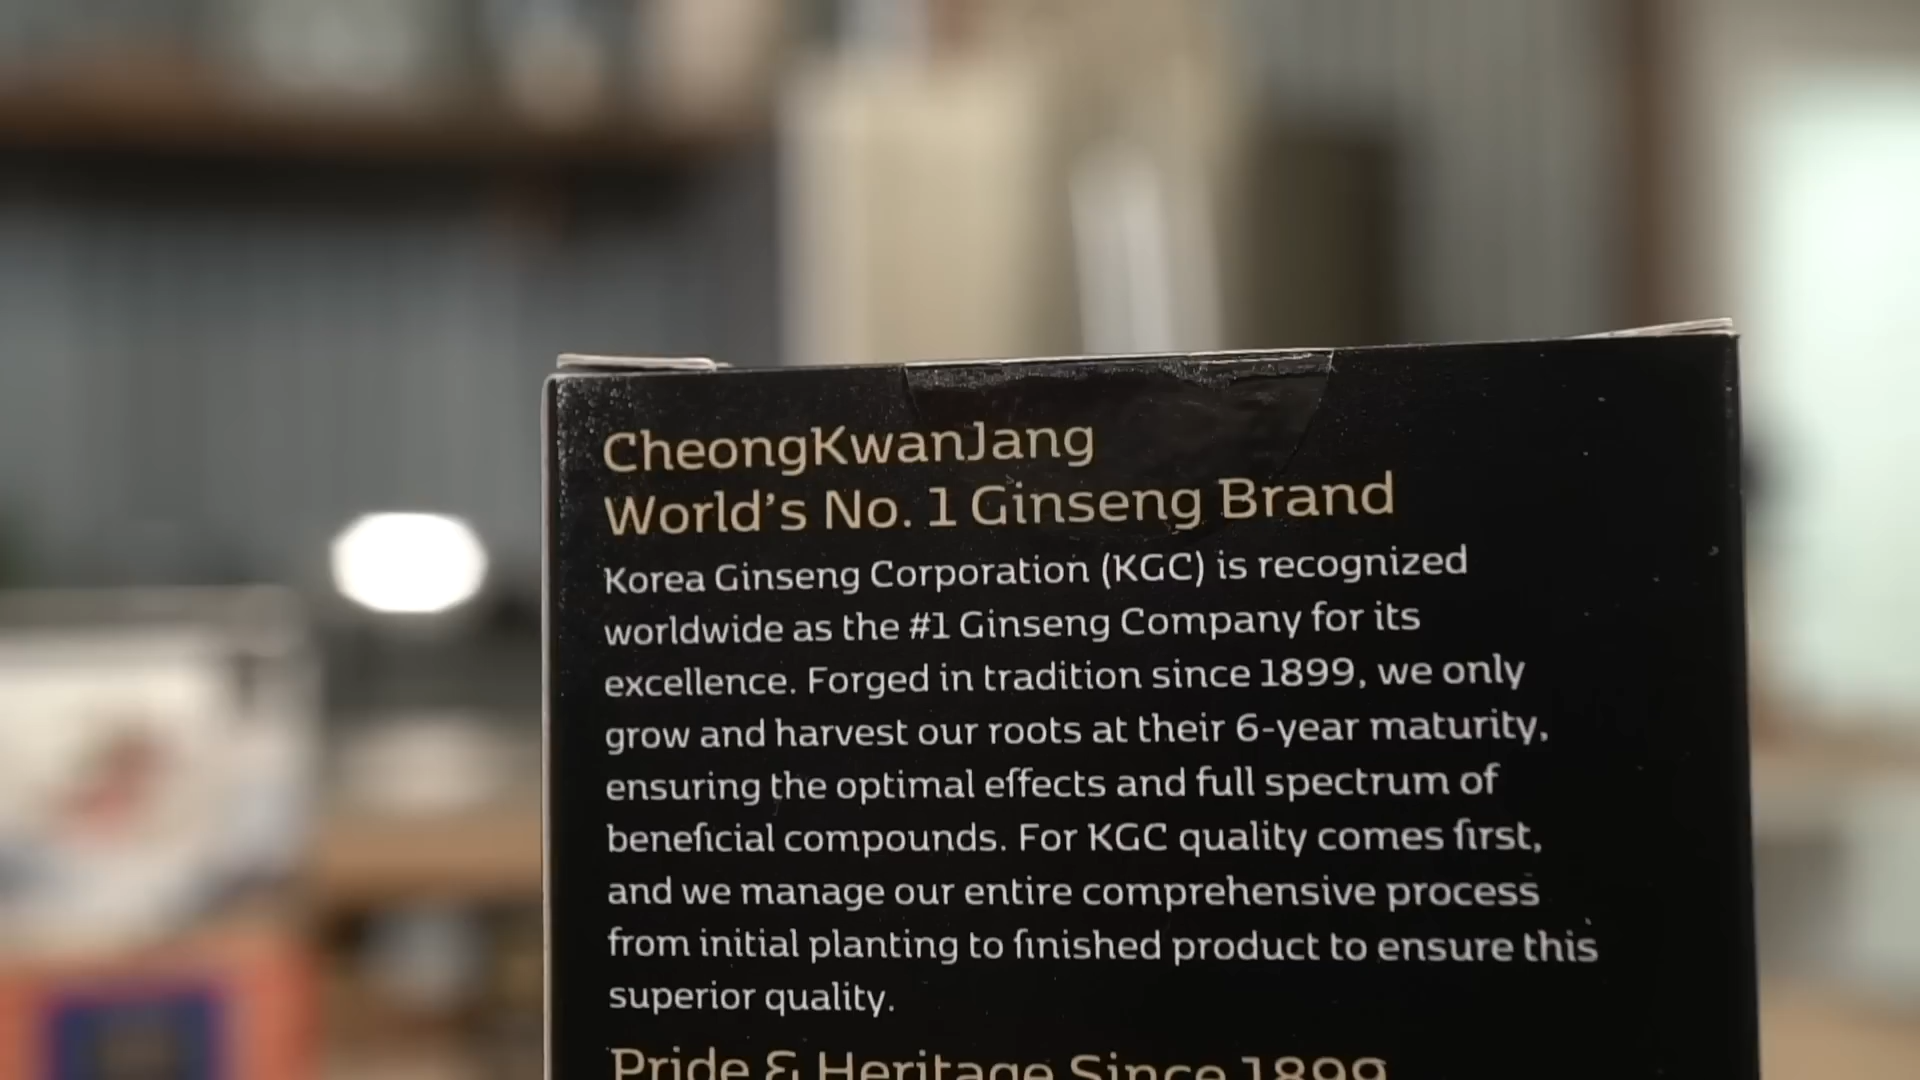 CheongKwanJang
World's No. 1 Ginseng Brand
Korea Ginseng Corporation (KGC) is recognized
worldwide as the #1 Ginseng Company for its
excellence. Forged in tradition since 1899, we only
grow and harvest our roots at their 6-year maturity,
ensuring the optimal effects and full spectrum of
beneficial compounds. For KGC quality comes first,
and we manage our entire comprehensive process
from initial planting to finished product to ensure this
superior quality.
Pride & Heritage Since 1899